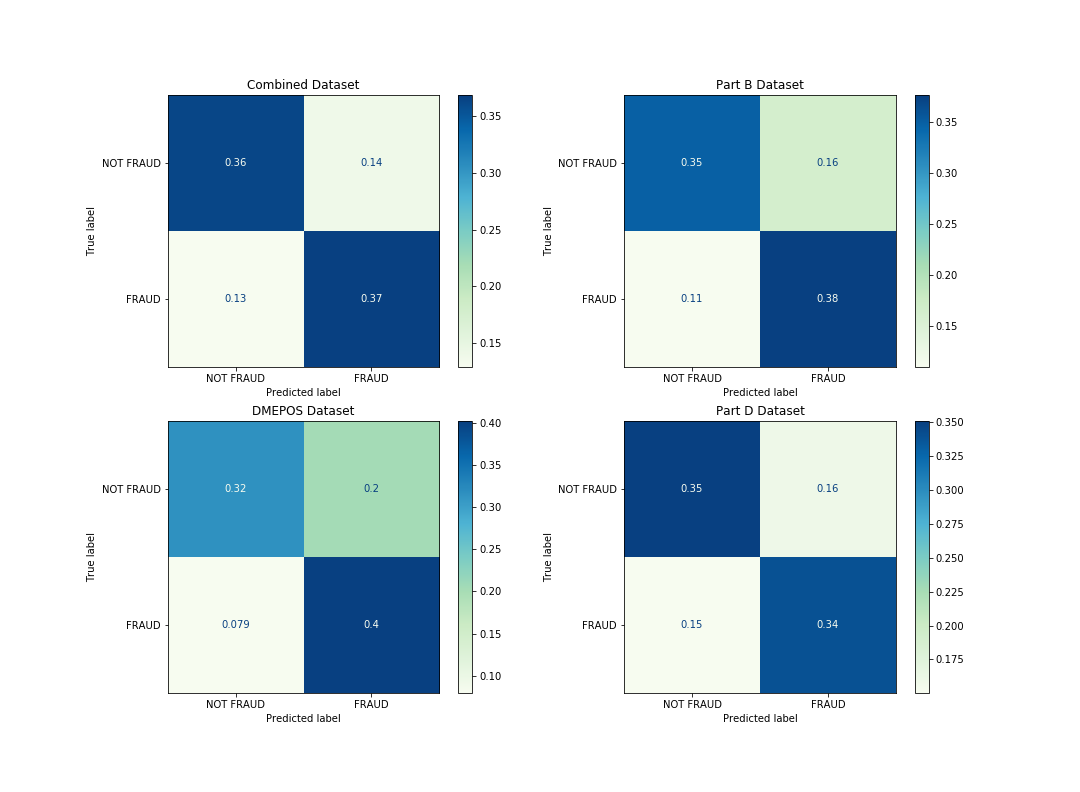 Combined Dataset
NOT FRAUD
0.36
0.14
FRAUD
0.13
0.37
True label
NOT FRAUD
FRAUD
Predicted label
0.35
0.30
0.25
0.20
0.15
Part B Dataset
NOT FRAUD
0.35
0.16
FRAUD
0.11
0.38
True label
NOT FRAUD
FRAUD
Predicted label
0.35
0.30
0.25
0.20
0.15
DMEPOS Dataset
NOT FRAUD
0.32
0.2
FRAUD
0.079
0.4
True label
NOT FRAUD
FRAUD
Predicted label
0.40
0.35
0.30
0.25
0.20
0.15
0.10
Part D Dataset
NOT FRAUD
0.35
0.16
FRAUD
0.15
0.34
True label
NOT FRAUD
FRAUD
Predicted label
0.350
0.325
0.300
0.275
0.250
0.225
0.200
0.175